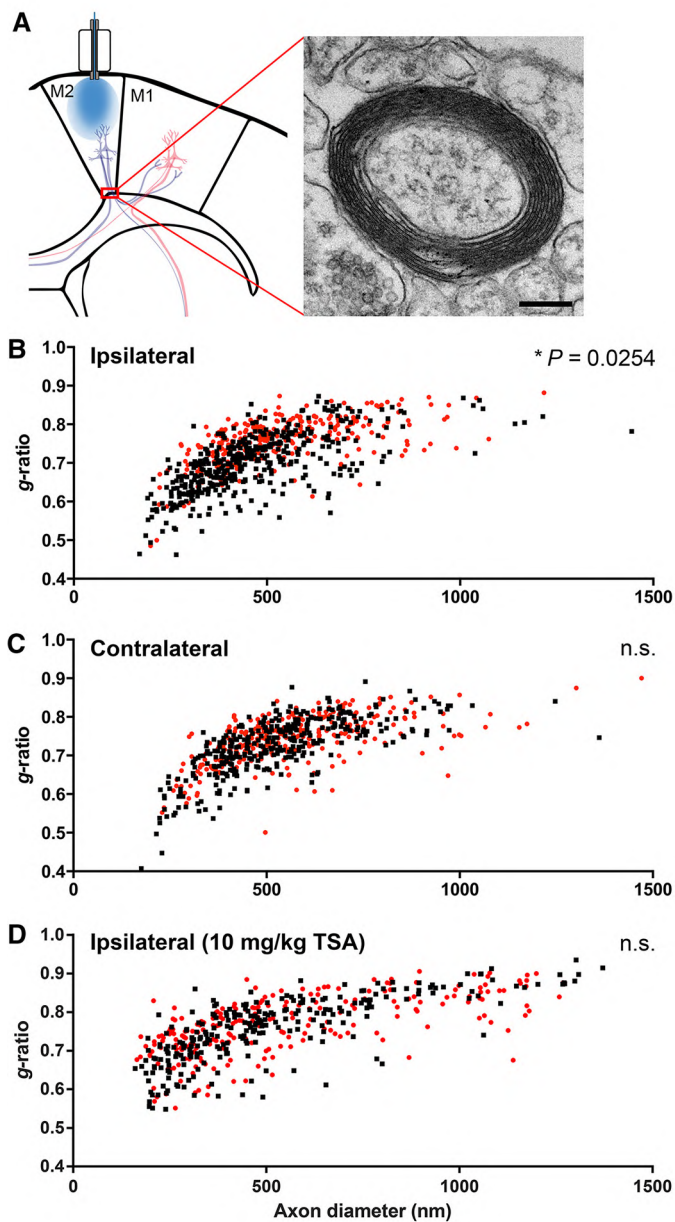 A
M2
M1
B
Ipsilateral
* P = 0.0254
1.0
0.9
0.8
0.7
0.6
0.5
0.4
g-ratio
0
500
1000
1500
C
Contralateral
n.s.
1.0
0.9
0.8
0.7
0.6
0.5
0.4
g-ratio
0
500
1000
1500
D
Ipsilateral (10 mg/kg TSA)
n.s.
1.0
0.9
0.8
0.7
0.6
0.5
0.4
g-ratio
0
500
1000
1500
Axon diameter (nm)